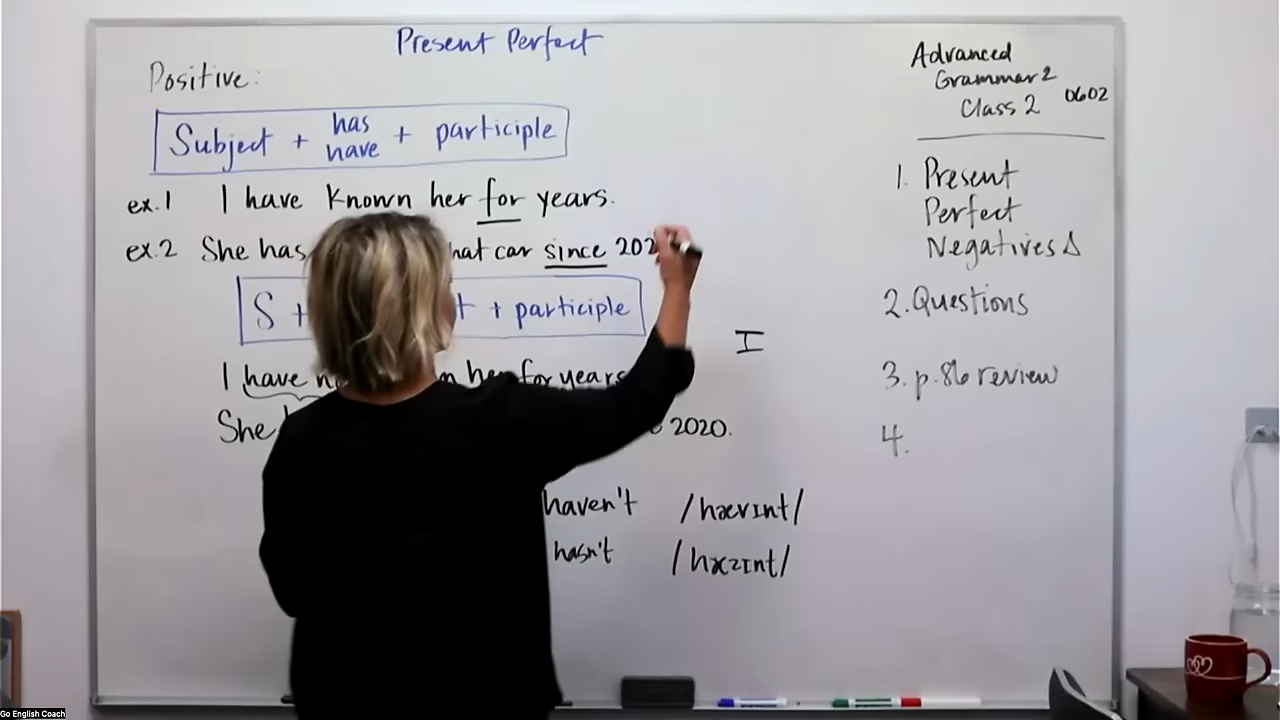 Present Perfect
Positive:
Subject + has have + participle
ex.1 I have known her for years.
ex.2 She has car since
S + + participle
I have her for years
She 2020.
haven't /hævɪnt/
hasn't /hæzɪnt/
I
Advanced
Grammar 2
Class 2 0602
1. Present
Perfect
Negatives Δ
2. Questions
3. p.86 review
4.
Go English Coach